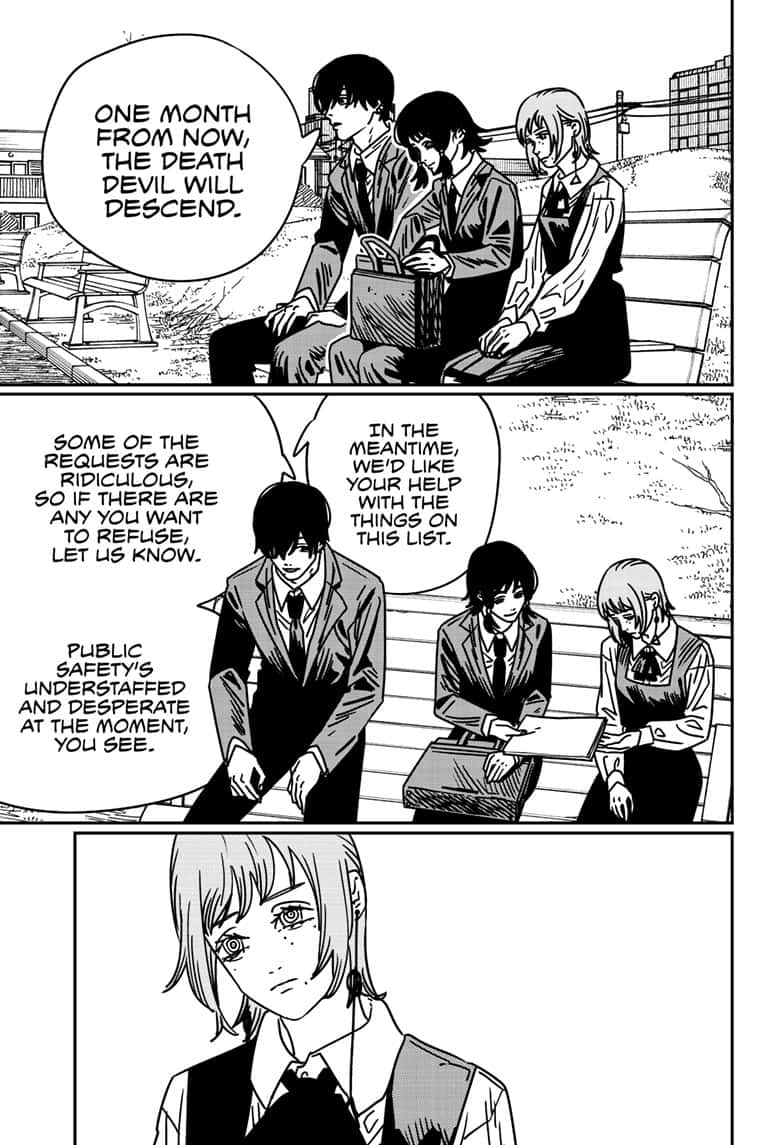 ONE MONTH
FROM NOW,
THE DEATH
DEVIL WILL
DESCEND.
IN THE
MEANTIME,
WE'D LIKE
YOUR HELP
WITH THE
THINGS ON
THIS LIST.
SOME OF THE
REQUESTS ARE
RIDICULOUS,
SO IF THERE ARE
ANY YOU WANT
TO REFUSE,
LET US KNOW.
PUBLIC
SAFETY'S
UNDERSTAFFED
AND DESPERATE
AT THE MOMENT,
YOU SEE.